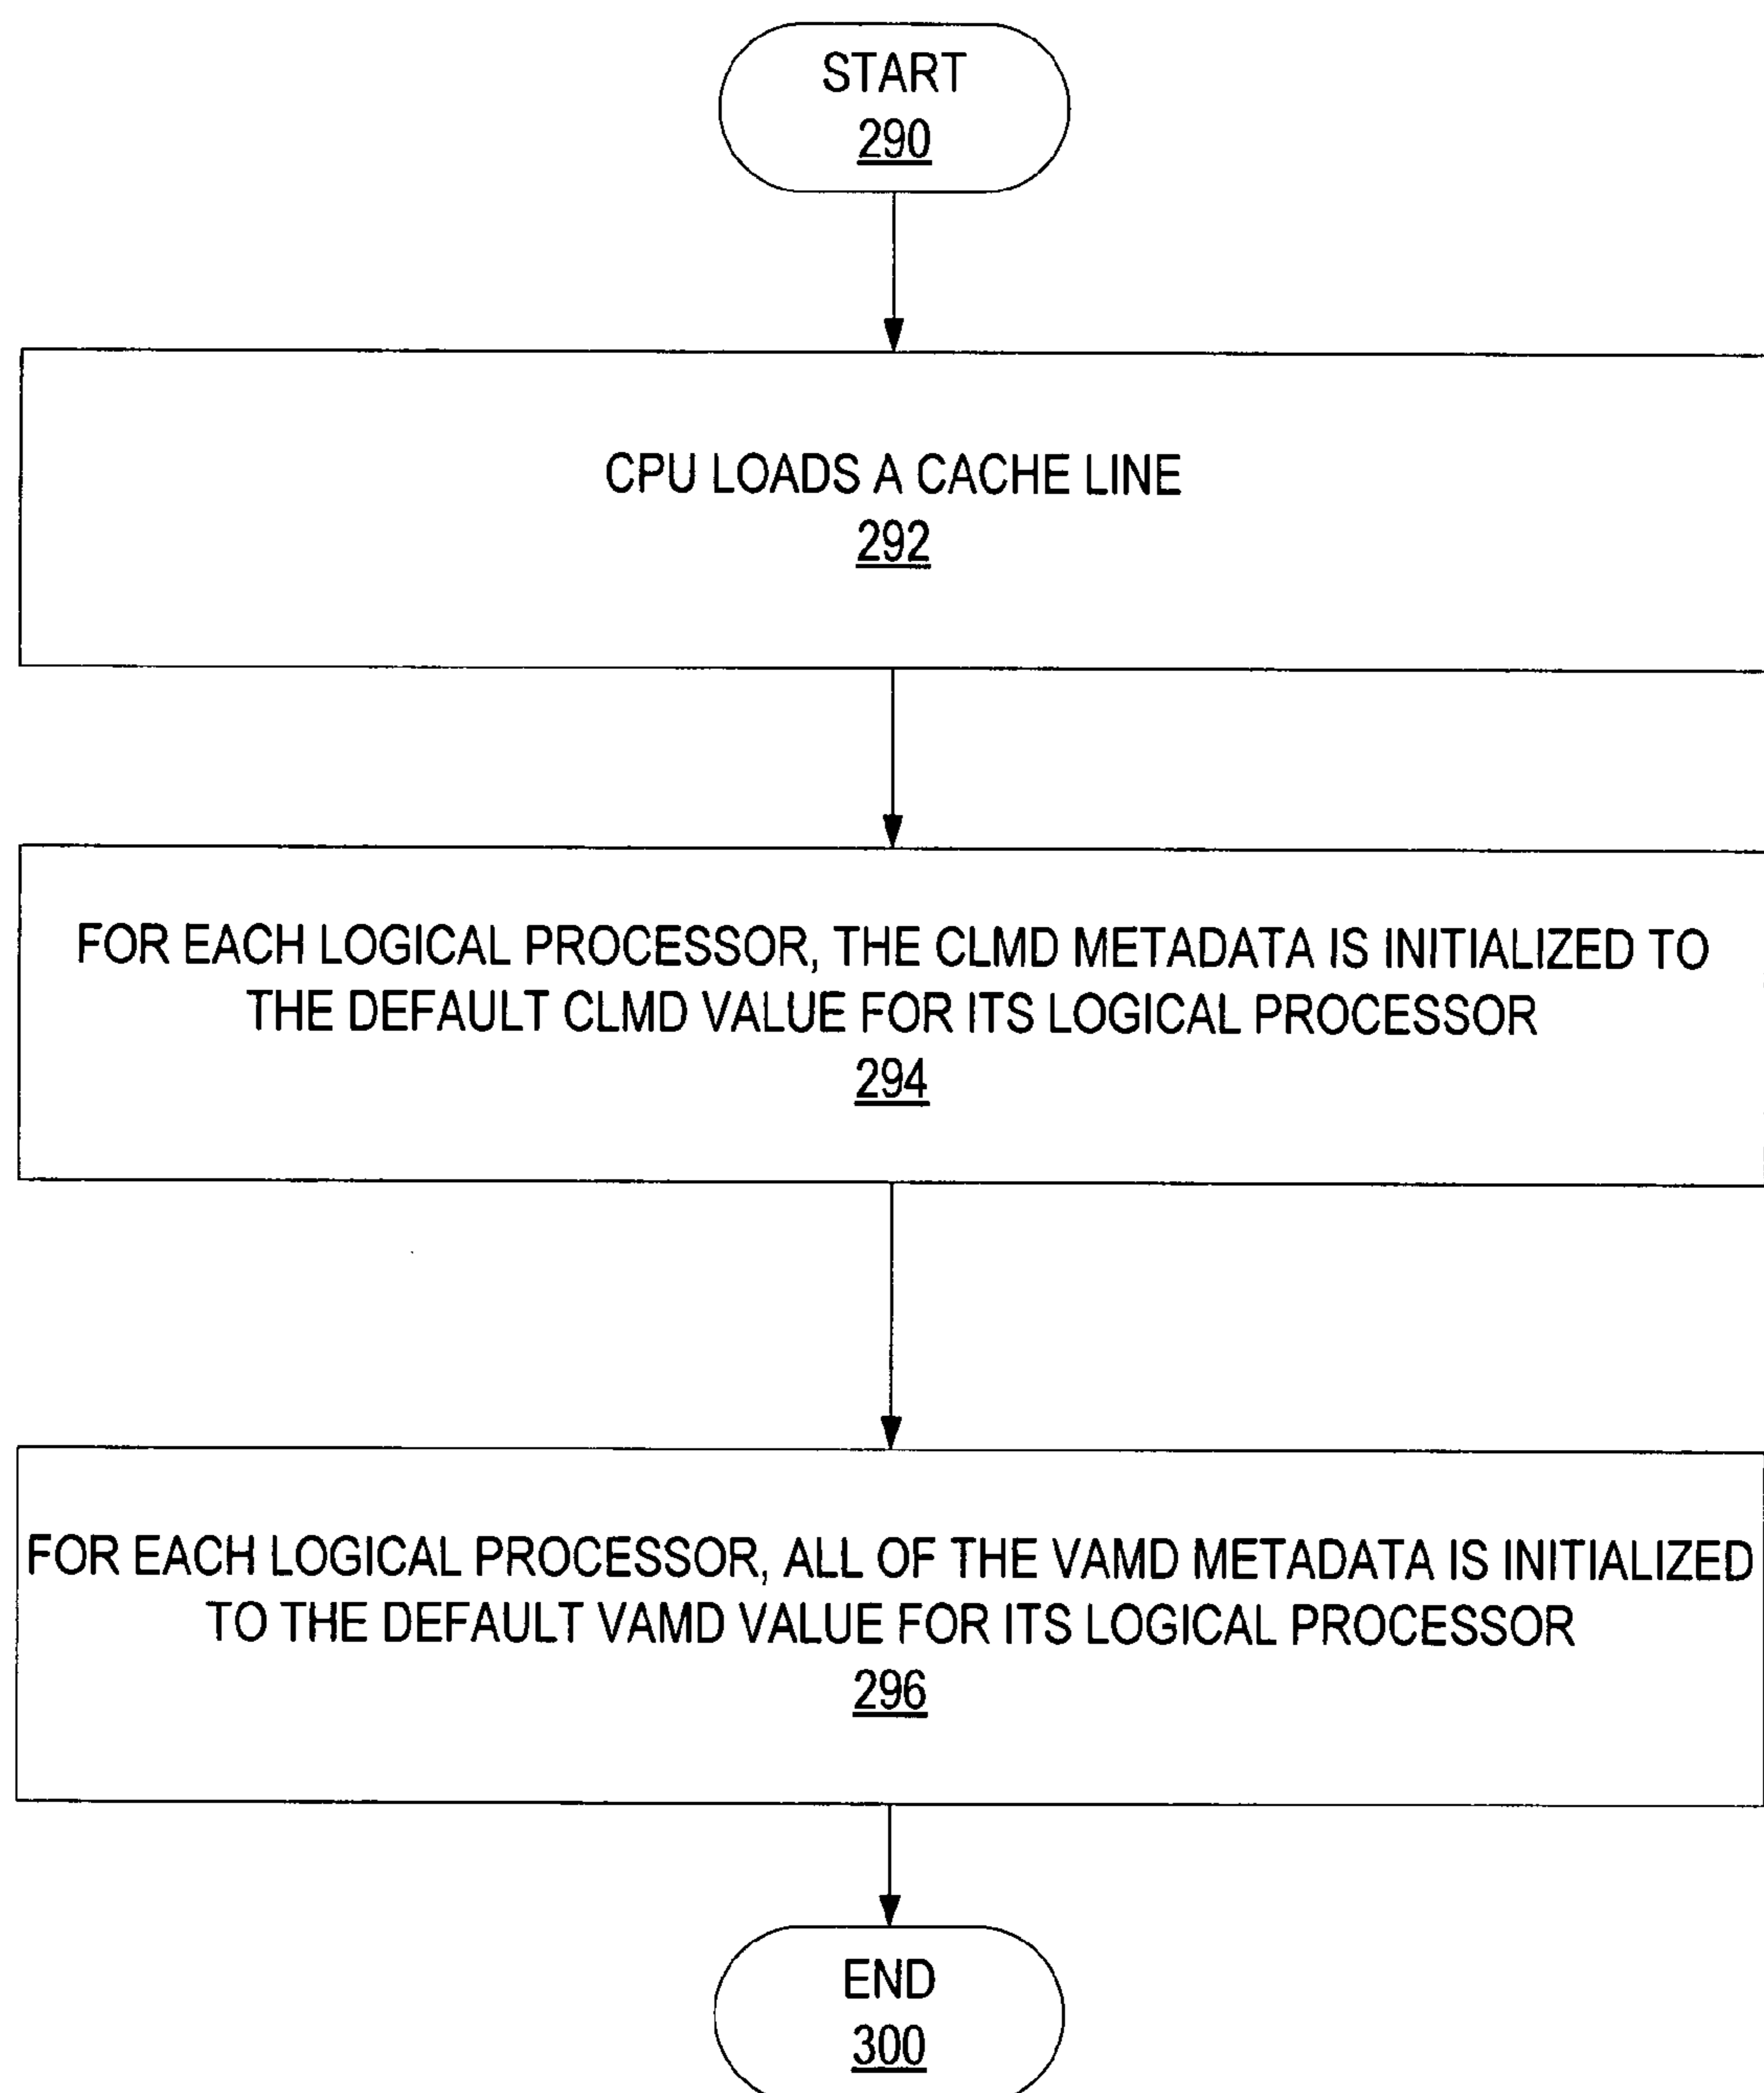 START
290
CPU LOADS A CACHE LINE
292
FOR EACH LOGICAL PROCESSOR, THE CLMD METADATA IS INITIALIZED TO
THE DEFAULT CLMD VALUE FOR ITS LOGICAL PROCESSOR
294
FOR EACH LOGICAL PROCESSOR, ALL OF THE VAMD METADATA IS INITIALIZED
TO THE DEFAULT VAMD VALUE FOR ITS LOGICAL PROCESSOR
296
END
300